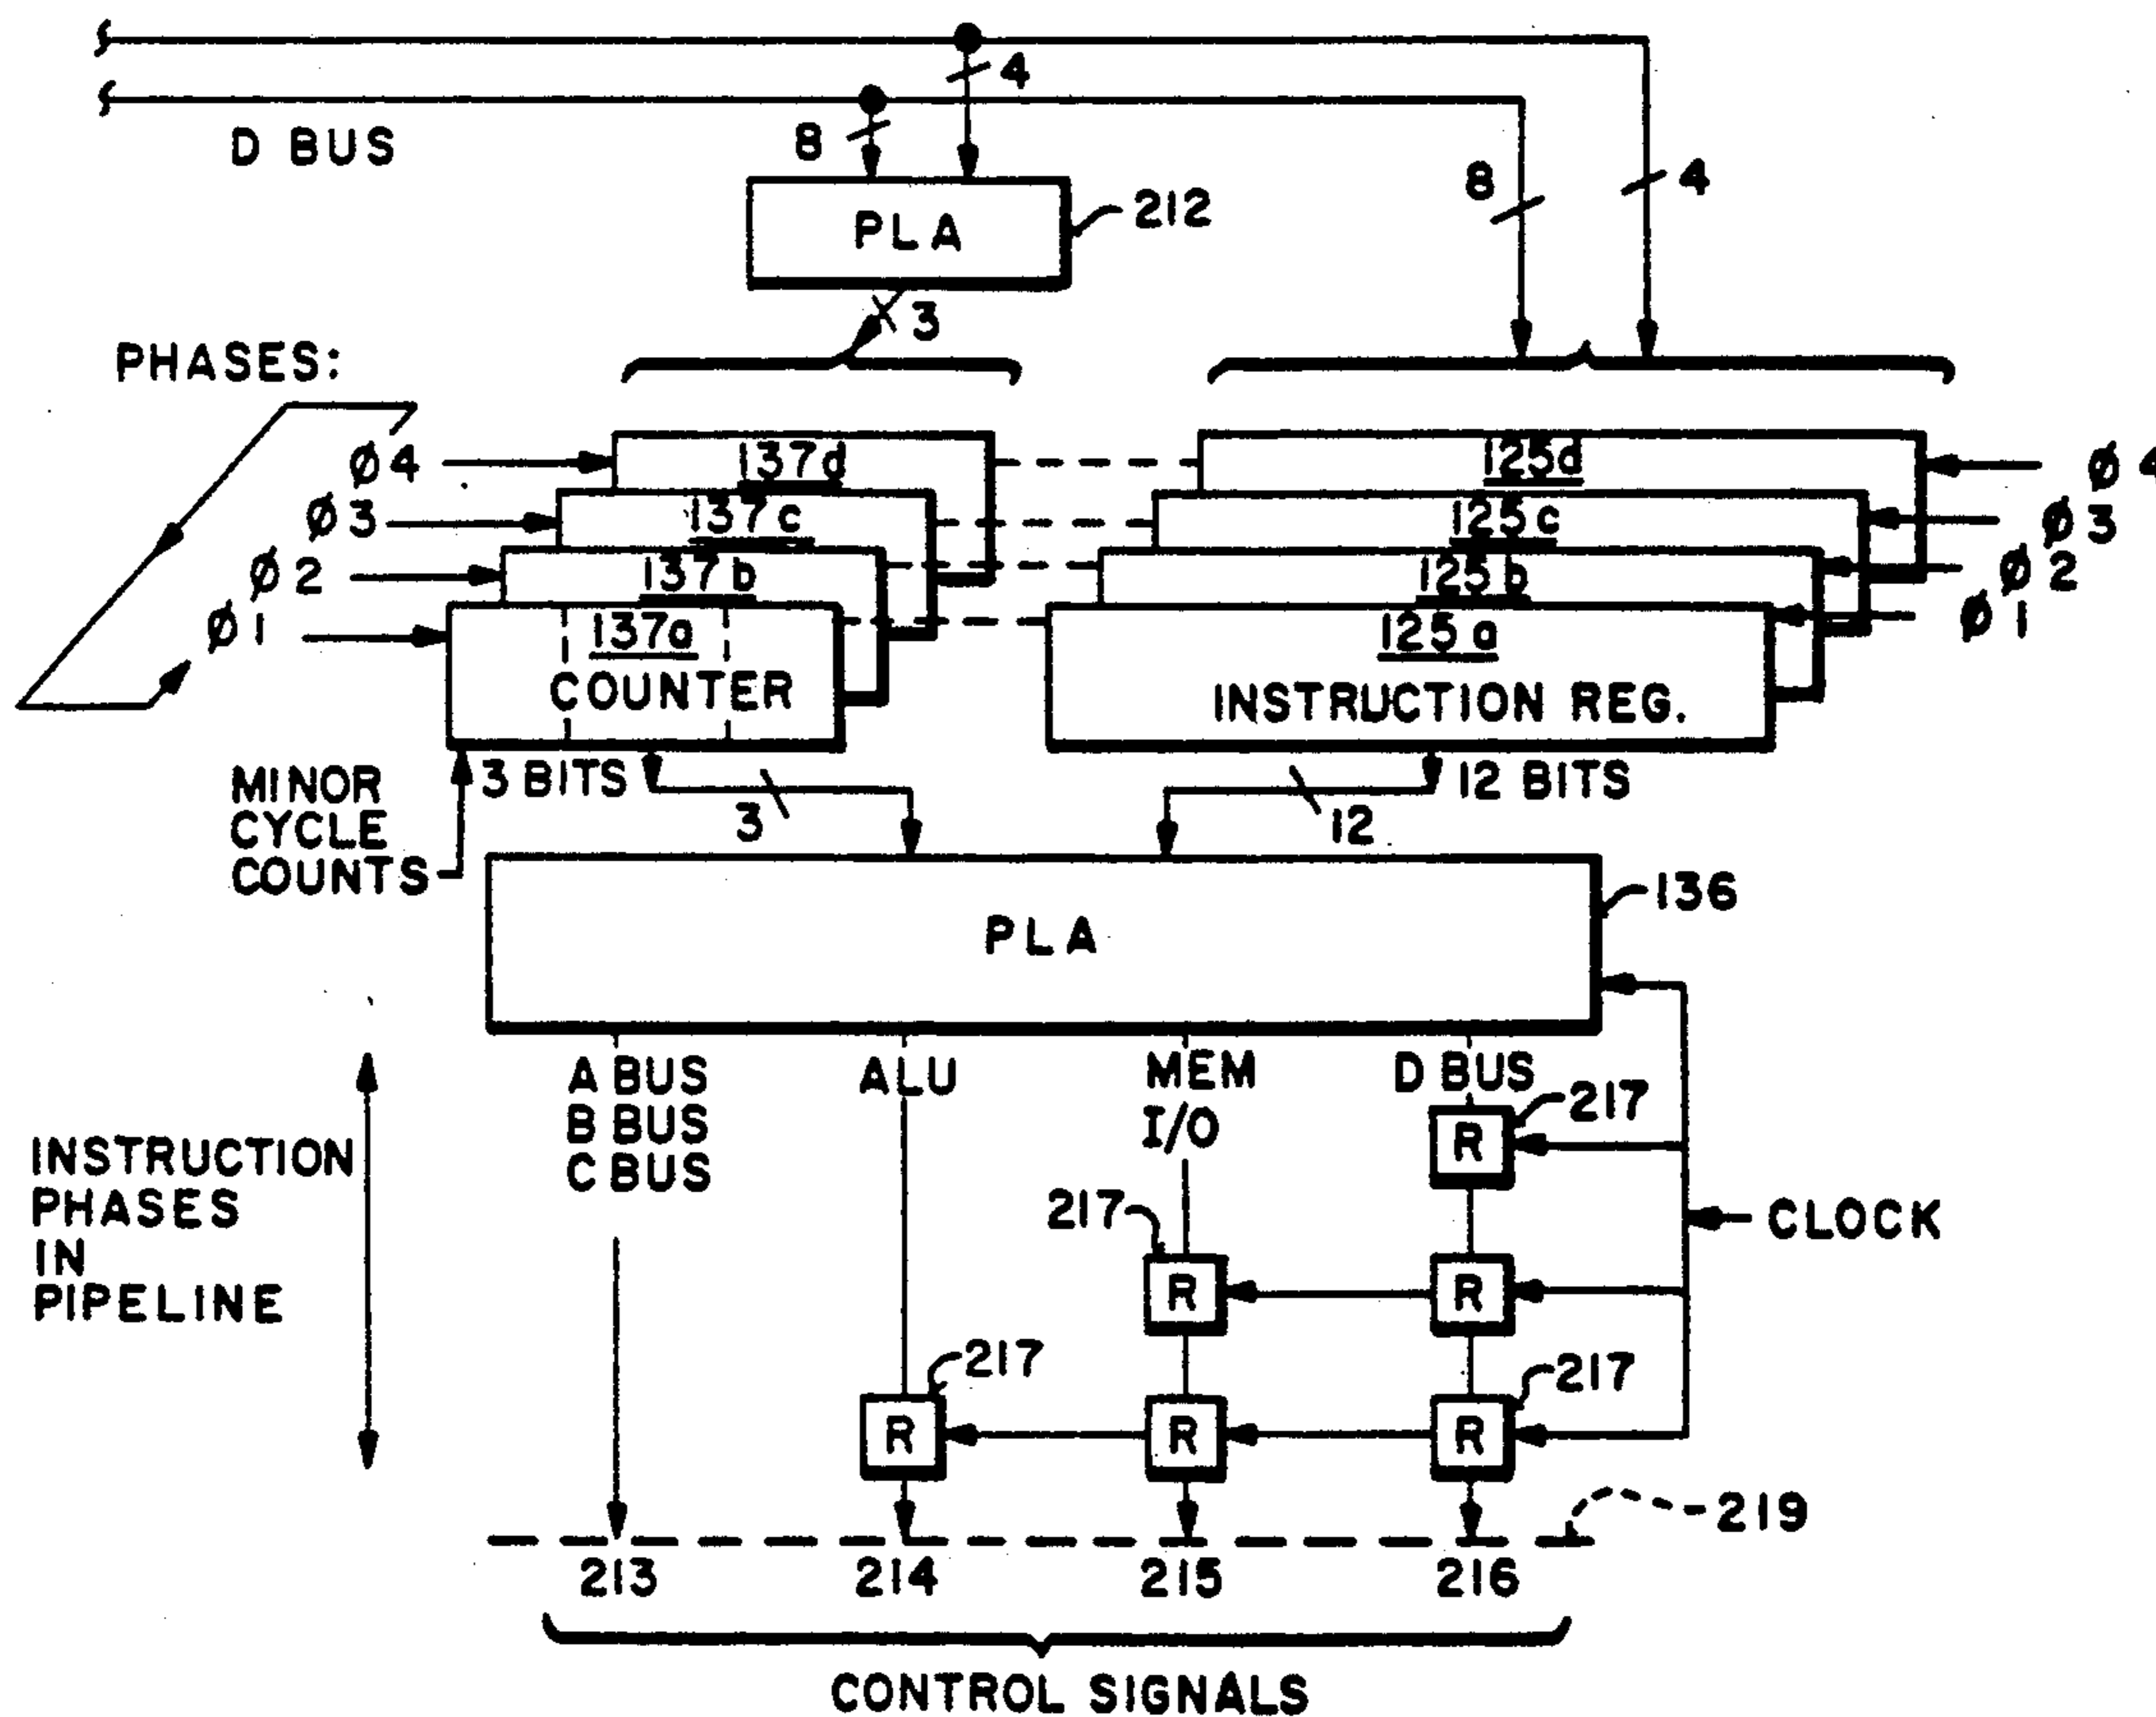 4
D BUS
8
PLA
212
8
4
3
PHASES:
Ø4
137d
125d
Ø4
Ø3
137c
125c
Ø3
Ø2
137b
125b
Ø2
Ø1
137a
125a
Ø1
COUNTER
INSTRUCTION REG.
MINOR
CYCLE
COUNTS
3 BITS
3
12 BITS
12
PLA
136
A BUS
B BUS
C BUS
ALU
MEM
I/O
D BUS
217
R
INSTRUCTION
PHASES
IN
PIPELINE
217
R
R
CLOCK
217
R
R
R
217
219
213
214
215
216
CONTROL SIGNALS